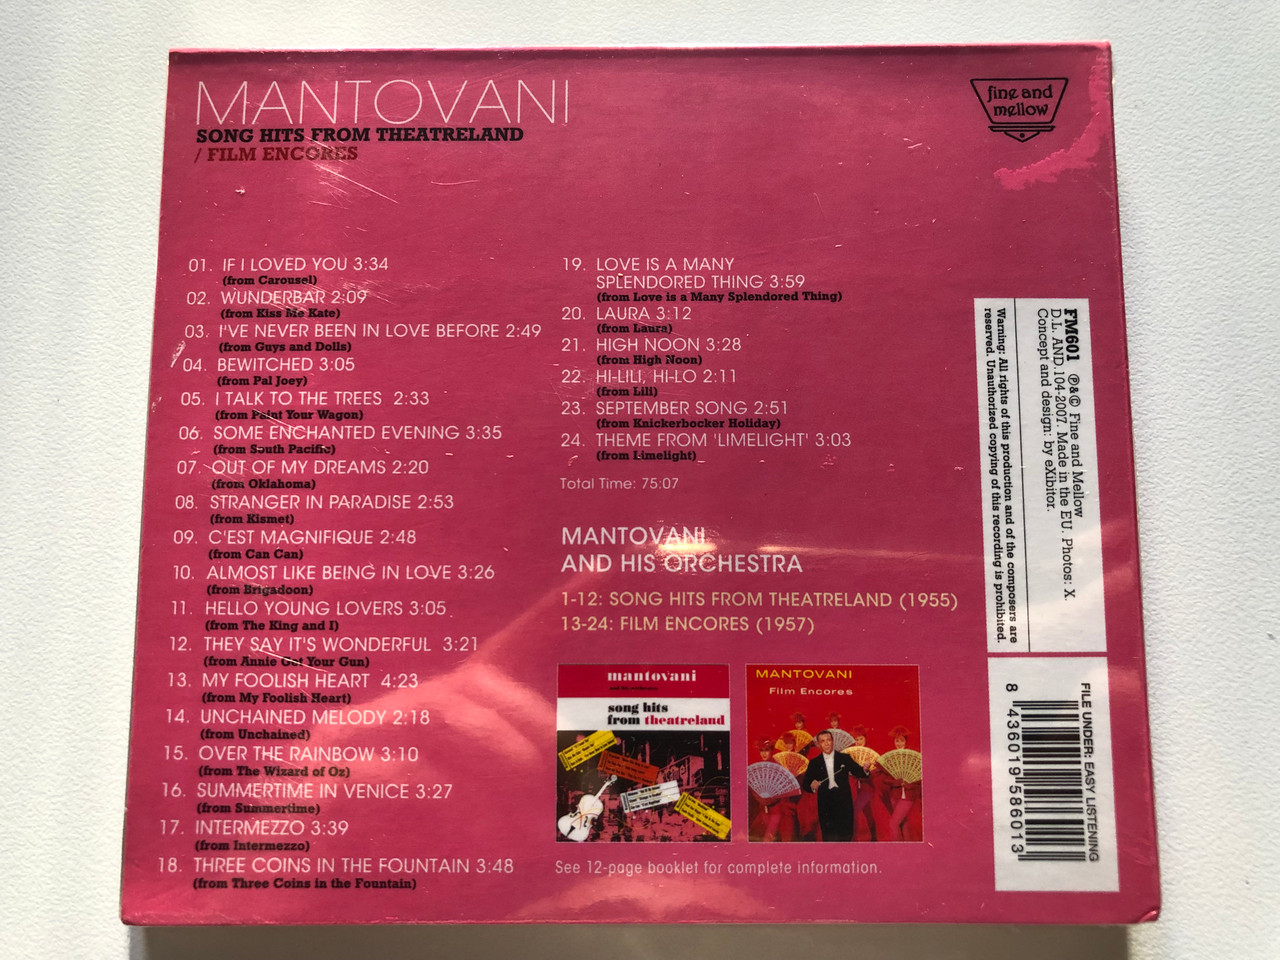 MANTOVANI
SONG HITS FROM THEATRELAND
/ FILM ENCORES
fine and
mellow
01. IF I LOVED YOU 3:34
(from Carousel)
02. WUNDERBAR 2:09
(from Kiss Me Kate)
03. I'VE NEVER BEEN IN LOVE BEFORE 2:49
(from Guys and Dolls)
04. BEWITCHED 3:05
(from Pal Joey)
05. I TALK TO THE TREES 2:33
(from Paint Your Wagon)
06. SOME ENCHANTED EVENING 3:35
(from South Pacific)
07. OUT OF MY DREAMS 2:20
(from Oklahoma)
08. STRANGER IN PARADISE 2:53
(from Kismet)
09. C'EST MAGNIFIQUE 2:48
(from Can Can)
10. ALMOST LIKE BEING IN LOVE 3:26
(from Brigadoon)
11. HELLO YOUNG LOVERS 3:05
(from The King and I)
12. THEY SAY IT'S WONDERFUL 3:21
(from Annie Get Your Gun)
13. MY FOOLISH HEART 4:23
(from My Foolish Heart)
14. UNCHAINED MELODY 2:18
(from Unchained)
15. OVER THE RAINBOW 3:10
(from The Wizard of Oz)
16. SUMMERTIME IN VENICE 3:27
(from Summertime)
17. INTERMEZZO 3:39
(from Intermezzo)
18. THREE COINS IN THE FOUNTAIN 3:48
(from Three Coins in the Fountain)
19. LOVE IS A MANY
SPLENDORED THING 3:59
(from Love is a Many Splendored Thing)
20. LAURA 3:12
(from Laura)
21. HIGH NOON 3:28
(from High Noon)
22. HI-LILI, HI-LO 2:11
(from Lili)
23. SEPTEMBER SONG 2:51
(from Knickerbocker Holiday)
24. THEME FROM 'LIMELIGHT' 3:03
(from Limelight)
Total Time: 75:07
MANTOVANI
AND HIS ORCHESTRA
1-12: SONG HITS FROM THEATRELAND (1955)
13-24: FILM ENCORES (1957)
mantovani
song hits
from theatreland
MANTOVANI
Film Encores
See 12-page booklet for complete information.
FM601 ℗&© Fine and Mellow
D.L. AND.104-2007. Made in the EU. Photos: X.
Concept and design: by eXibitor.
Warning: All rights of this production and of the composers are
reserved. Unauthorized copying of this recording is prohibited.
FILE UNDER: EASY LISTENING
8 436019 586013